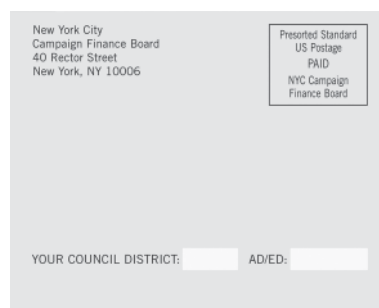 New York City
Campaign Finance Board
40 Rector Street
New York, NY 10006
Presorted Standard
US Postage
PAID
NYC Campaign
Finance Board
YOUR COUNCIL DISTRICT:
AD/ED: